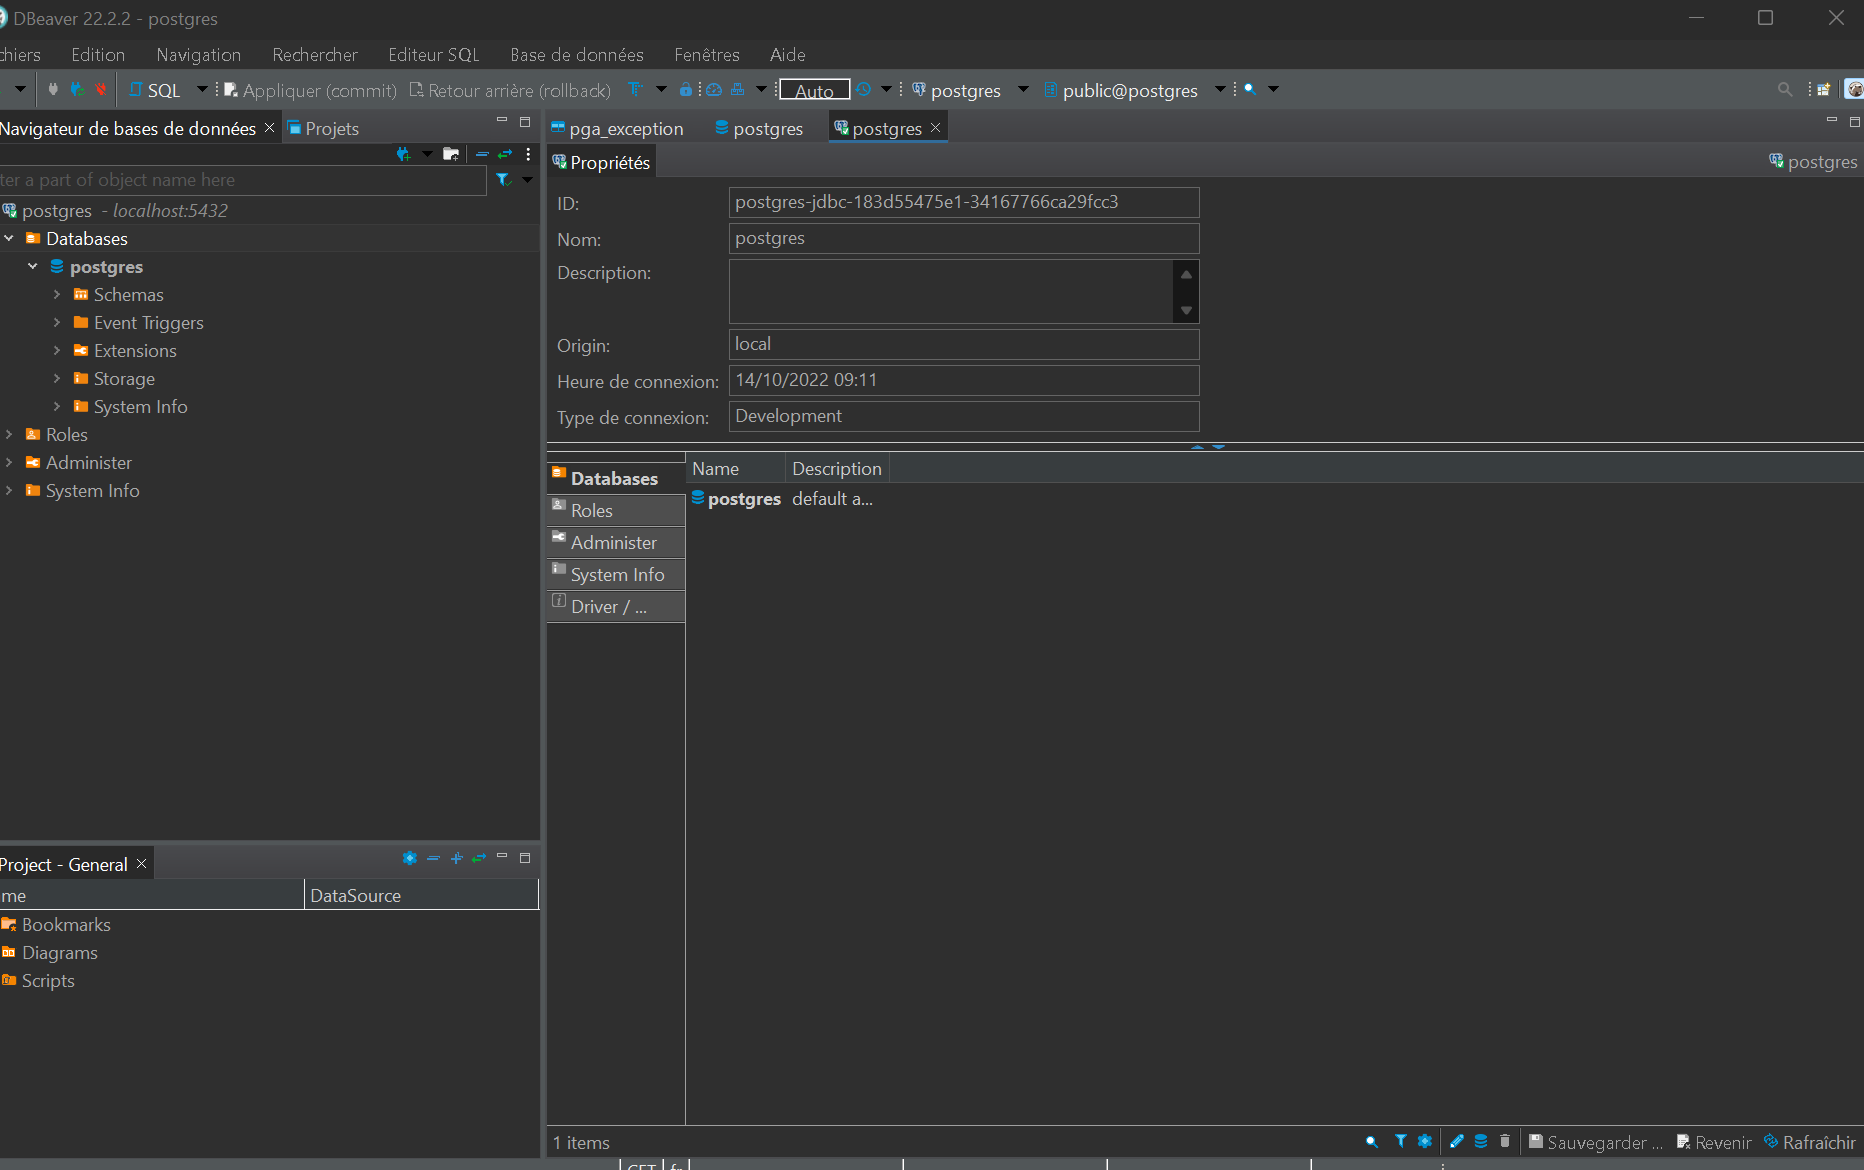 DBeaver 22.2.2 - postgres
chiers Edition Navigation Rechercher Editeur SQL Base de données Fenêtres Aide
SQL Appliquer (commit) Retour arrière (rollback) Auto postgres public@postgres
Navigateur de bases de données Projets
ter a part of object name here
postgres - localhost:5432
Databases
postgres
Schemas
Event Triggers
Extensions
Storage
System Info
Roles
Administer
System Info
Project - General
me DataSource
Bookmarks
Diagrams
Scripts
pga_exception postgres postgres
Propriétés postgres
ID: postgres-jdbc-183d55475e1-34167766ca29fcc3
Nom: postgres
Description:
Origin: local
Heure de connexion: 14/10/2022 09:11
Type de connexion: Development
Databases
Roles
Administer
System Info
Driver / ...
Name Description
postgres default a...
1 items Sauvegarder ... Revenir Rafraîchir
CET fr